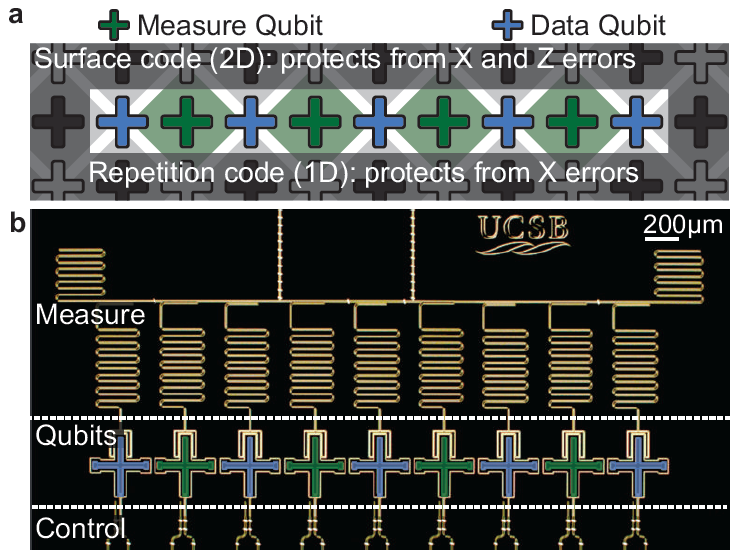 a
Measure Qubit
Data Qubit
Surface code (2D): protects from X and Z errors
Repetition code (1D): protects from X errors
b
UCSB
200μm
Measure
Qubits
Control